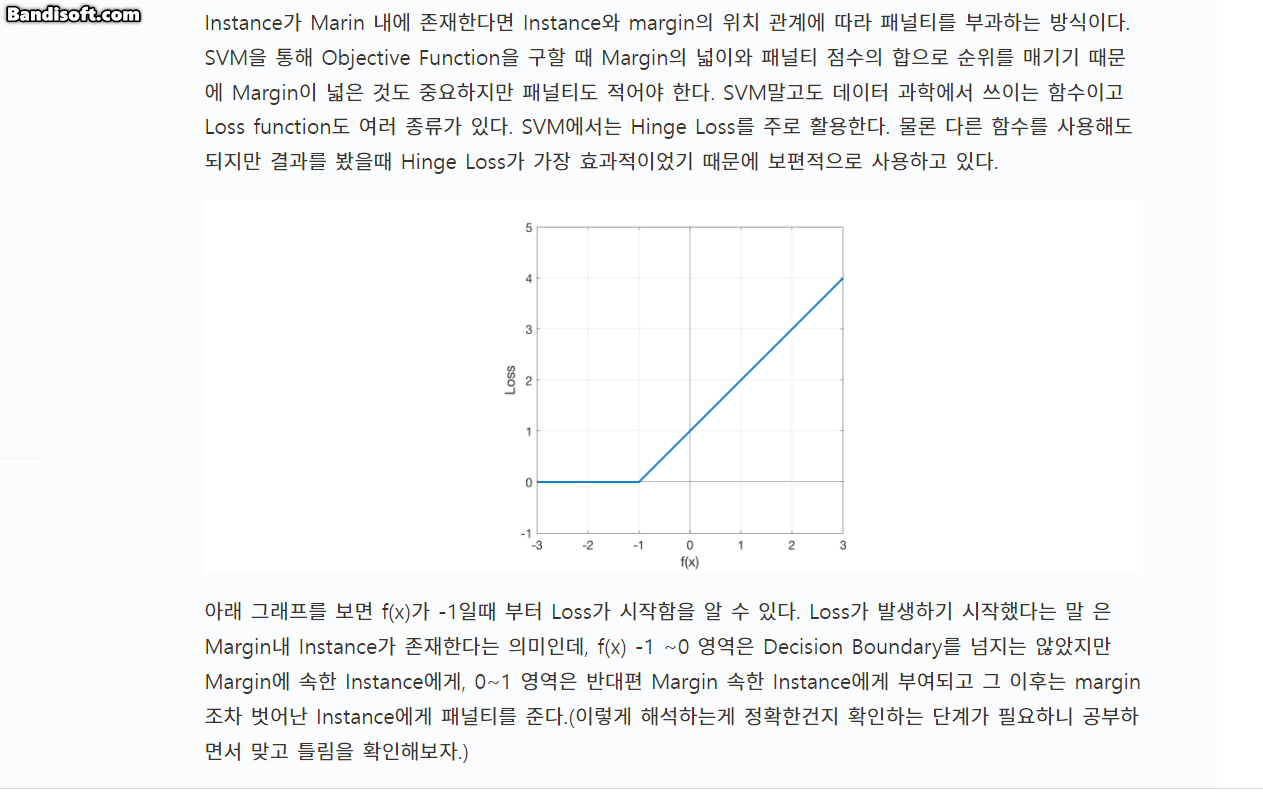 Bandisoft.com
Instance가 Marin 내에 존재한다면 Instance와 margin의 위치 관계에 따라 패널티를 부과하는 방식이다.
SVM을 통해 Objective Function을 구할 때 Margin의 넓이와 패널티 점수의 합으로 순위를 매기기 때문
에 Margin이 넓은 것도 중요하지만 패널티도 적어야 한다. SVM말고도 데이터 과학에서 쓰이는 함수이고
Loss function도 여러 종류가 있다. SVM에서는 Hinge Loss를 주로 활용한다. 물론 다른 함수를 사용해도
되지만 결과를 봤을때 Hinge Loss가 가장 효과적이었기 때문에 보편적으로 사용하고 있다.
5
4
3
2
1
0
-1
Loss
-3 -2 -1 0 1 2 3
f(x)
아래 그래프를 보면 f(x)가 -1일때 부터 Loss가 시작함을 알 수 있다. Loss가 발생하기 시작했다는 말 은
Margin내 Instance가 존재한다는 의미인데, f(x) -1 ~0 영역은 Decision Boundary를 넘지는 않았지만
Margin에 속한 Instance에게, 0~1 영역은 반대편 Margin 속한 Instance에게 부여되고 그 이후는 margin
조차 벗어난 Instance에게 패널티를 준다.(이렇게 해석하는게 정확한건지 확인하는 단계가 필요하니 공부하
면서 맞고 틀림을 확인해보자.)